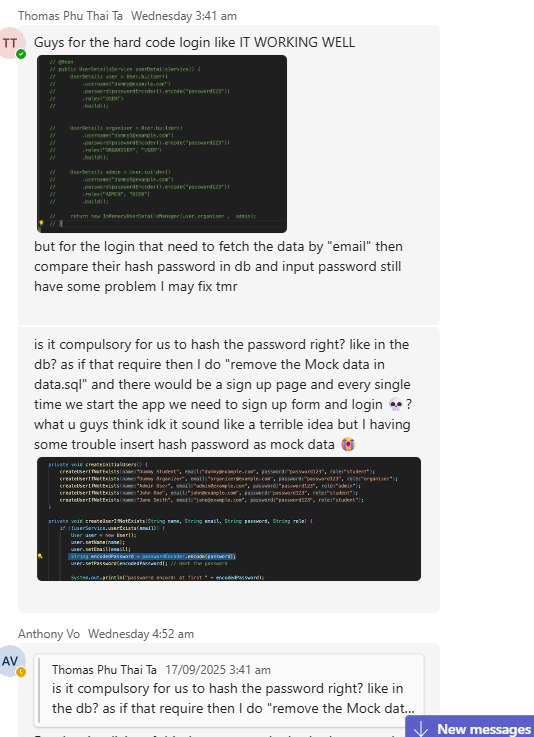 Thomas Phu Thai Ta Wednesday 3:41 am
TT
Guys for the hard code login like IT WORKING WELL
// @Bean
// public UserDetailsService userDetailsService() {
// UserDetails user = User.builder()
// .username("dummy@example.com")
// .password(passwordEncoder().encode("password123"))
// .roles("USER")
// .build();
// UserDetails organiser = User.builder()
// .username("dummy5@example.com")
// .password(passwordEncoder().encode("password123"))
// .roles("ORGANISER", "USER")
// .build();
// UserDetails admin = User.builder()
// .username("dummy6@example.com")
// .password(passwordEncoder().encode("password123"))
// .roles("ADMIN", "USER")
// .build();
// return new InMemoryUserDetailsManager(user,organiser , admin);
// }
but for the login that need to fetch the data by "email" then
compare their hash password in db and input password still
have some problem I may fix tmr
is it compulsory for us to hash the password right? like in the
db? as if that require then I do "remove the Mock data in
data.sql" and there would be a sign up page and every single
time we start the app we need to sign up form and login 💀?
what u guys think idk it sound like a terrible idea but I having
some trouble insert hash password as mock data 😭
private void createInitialUsers() {
createUserIfNotExists(name:"Dummy Student", email:"dummy@example.com", password:"password123", role:"student");
createUserIfNotExists(name:"Dummy Organizer", email:"organizer@example.com", password:"password123", role:"organiser");
createUserIfNotExists(name:"Admin User", email:"admin@example.com", password:"password123", role:"admin");
createUserIfNotExists(name:"John Doe", email:"john@example.com", password:"password123", role:"student");
createUserIfNotExists(name:"Jane Smith", email:"jane@example.com", password:"password123", role:"student");
}
private void createUserIfNotExists(String name, String email, String password, String role) {
if (!userService.userExists(email)) {
User user = new User();
user.setName(name);
user.setEmail(email);
String encodedPassword = passwordEncoder.encode(password);
user.setPassword(encodedPassword); // Hash the password
System.out.println("password encord: at first " + encodedPassword);
Anthony Vo Wednesday 4:52 am
AV
Thomas Phu Thai Ta 17/09/2025 3:41 am
is it compulsory for us to hash the password right? like in
the db? as if that require then I do "remove the Mock dat...
New messages